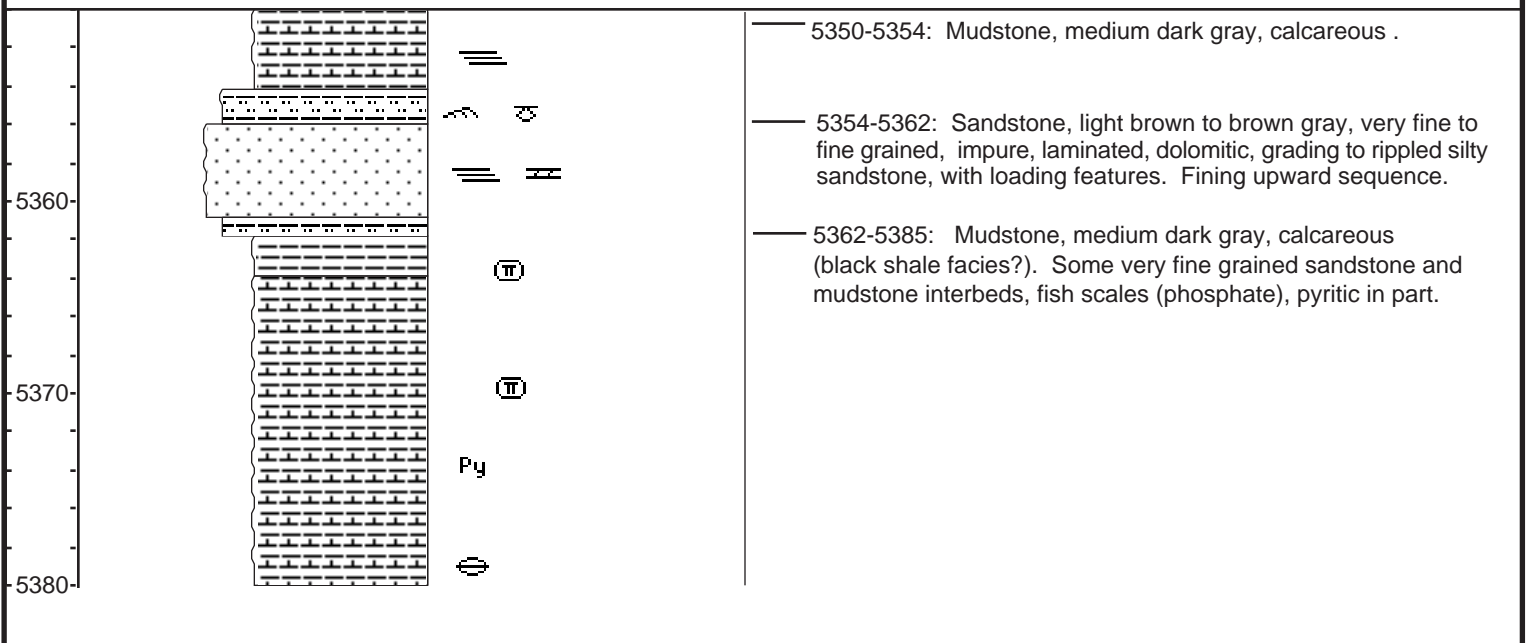 5350-5354: Mudstone, medium dark gray, calcareous .
5354-5362: Sandstone, light brown to brown gray, very fine to
fine grained, impure, laminated, dolomitic, grading to rippled silty
sandstone, with loading features. Fining upward sequence.
5360
5362-5385: Mudstone, medium dark gray, calcareous
(black shale facies?). Some very fine grained sandstone and
mudstone interbeds, fish scales (phosphate), pyritic in part.
5370
Py
5380